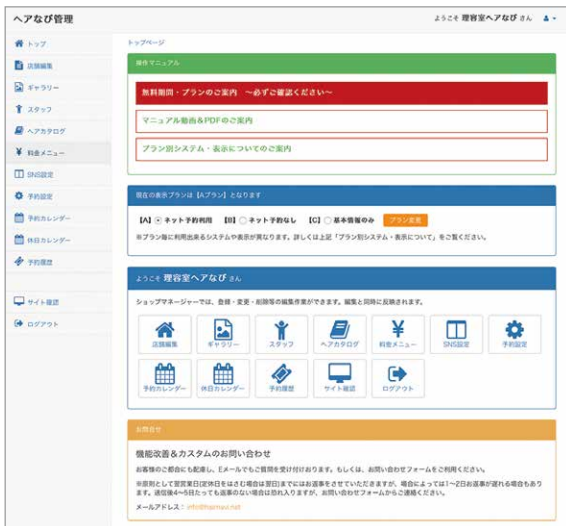 ヘアなび管理
ようこそ 理容室ヘアなび さん
トップ
店舗編集
ギャラリー
スタッフ
ヘアカタログ
料金メニュー
SNS設定
予約設定
予約カレンダー
休日カレンダー
予約履歴
サイト確認
ログアウト
トップページ
操作マニュアル
無料期間・プランのご案内 ~必ずご確認ください~
マニュアル動画&PDFのご案内
プラン別システム・表示についてのご案内
現在の表示プランは【Aプラン】となります
【A】 ネット予約利用 【B】 ネット予約なし 【C】 基本情報のみ プラン変更
※プラン毎に利用出来るシステムや表示が異なります。詳しくは上記「プラン別システム・表示について」をご覧ください。
ようこそ 理容室ヘアなび さん
ショップマネージャーでは、登録・変更・削除等の編集作業ができます。編集と同時に反映されます。
店舗編集 ギャラリー スタッフ ヘアカタログ 料金メニュー SNS設定 予約設定
予約カレンダー 休日カレンダー 予約履歴 サイト確認 ログアウト
お問合せ
機能改善&カスタムのお問い合わせ
お客様のご都合にも配慮し、Eメールでもご質問を受け付けております。もしくは、お問い合わせフォームをご利用ください。
※原則として翌営業日(定休日をはさむ場合は翌日)までにはお返事をさせていただきますが、場合によっては1~2日お返事が遅れる場合もあり
ます。送信後4~5日たっても返事のない場合は恐れ入りますが、お問い合わせフォームからご連絡ください。
メールアドレス: info@hairnavi.net